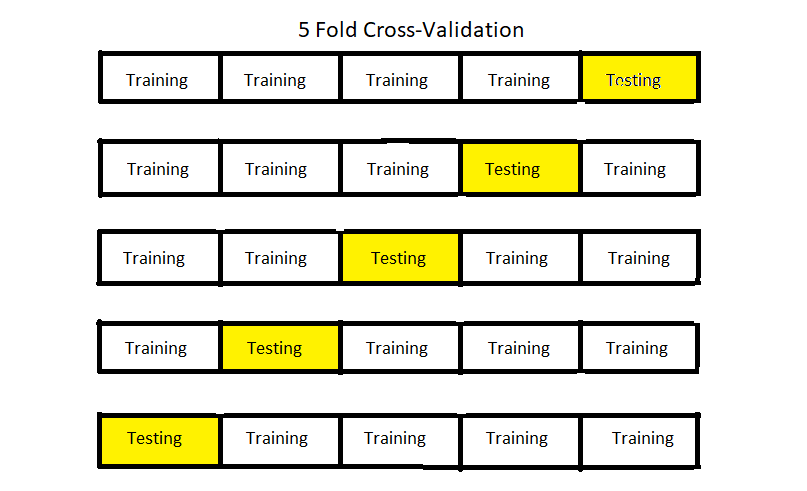 5 Fold Cross-Validation
Training Training Training Training Testing
Training Training Training Testing Training
Training Training Testing Training Training
Training Testing Training Training Training
Testing Training Training Training Training